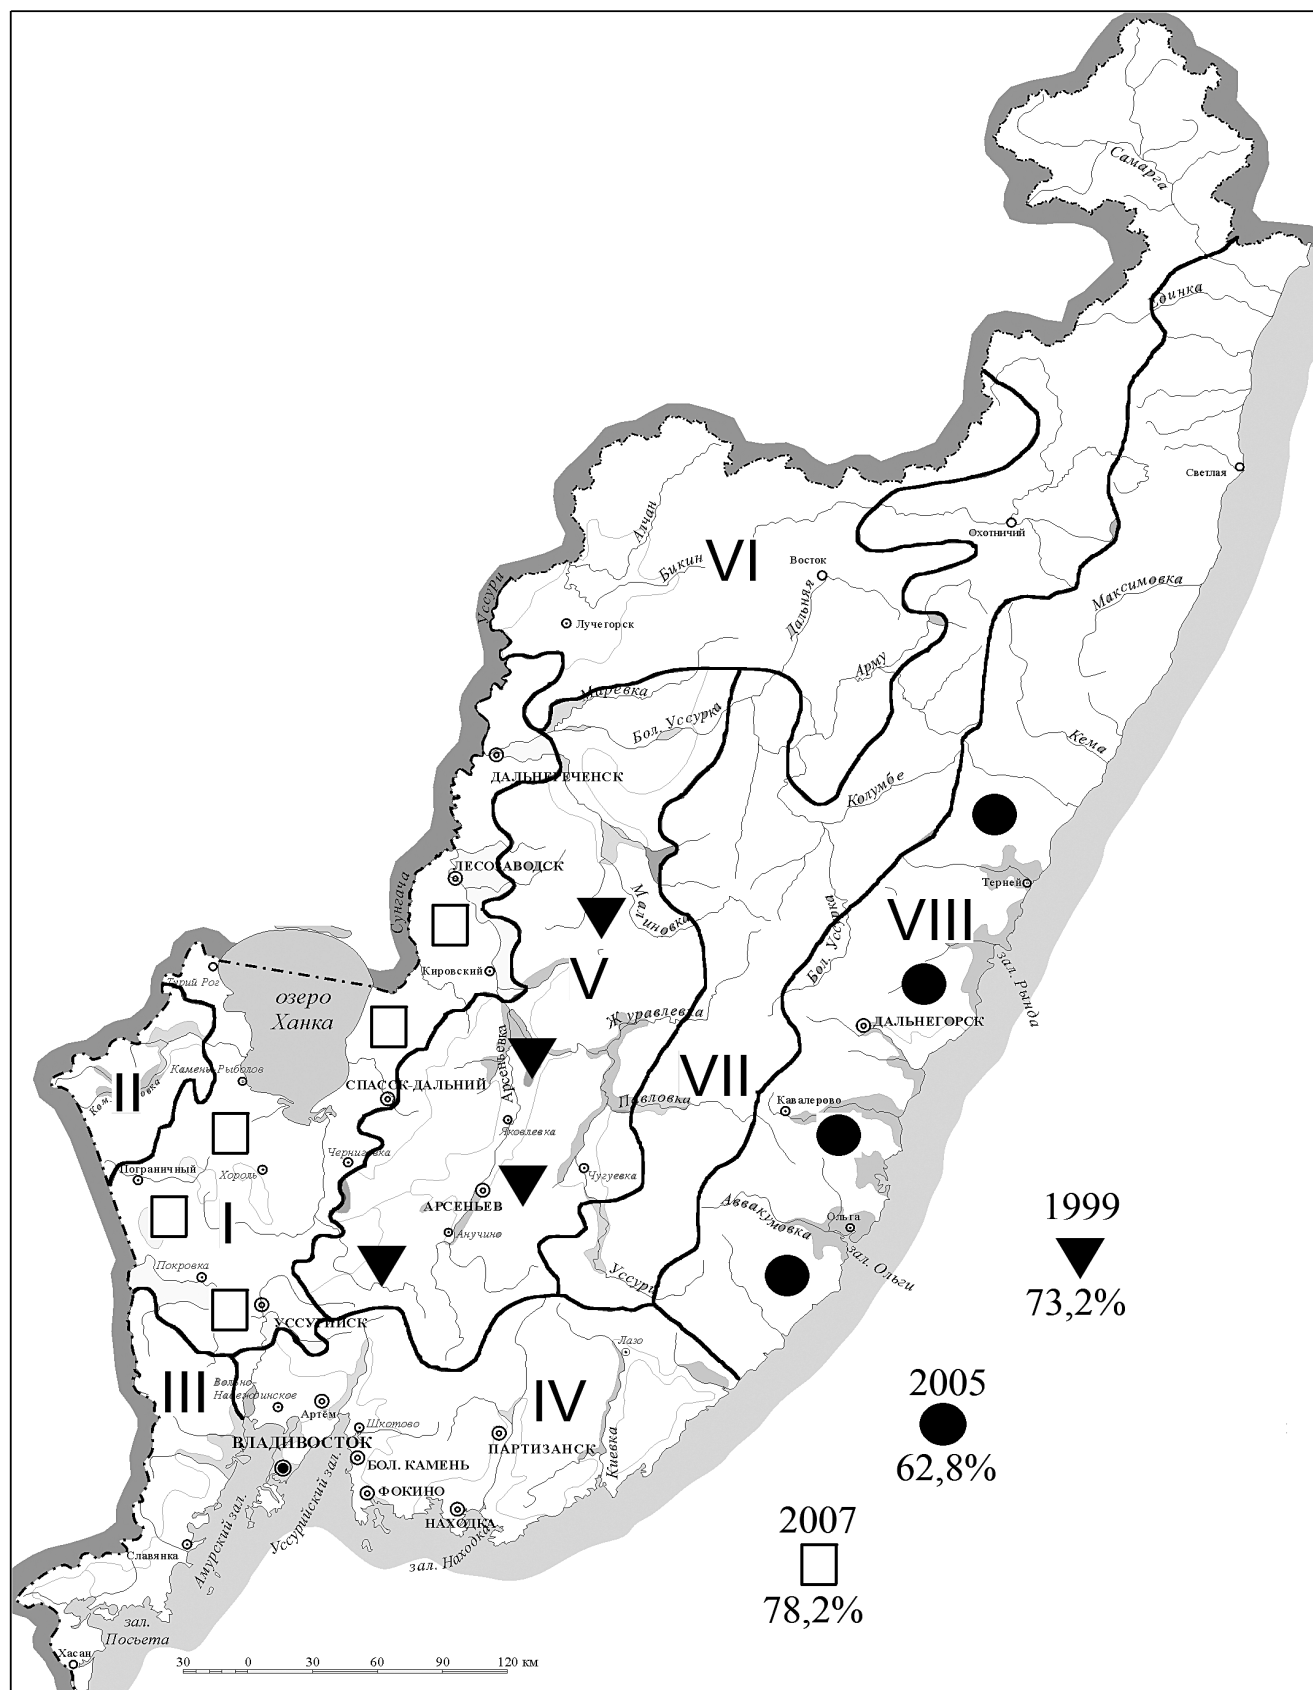 Самарга
Единка
Светлая
Охотничий
Алчан
VI
Восток
Бикин
Уссури
Дальняя
Максимовка
Лучегорск
Арму
Маревка
Бол. Уссурка
Кема
ДАЛЬНЕРЕЧЕНСК
Колумбе
ЛЕСОЗАВОДСК
Терней
Сунгача
Малиновка
Бол. Уссурка
VIII
Кировский
V
зал. Рында
Турий Рог
озеро
Ханка
Журавлевка
ДАЛЬНЕГОРСК
Арсеньевка
Камень-Рыболов
II
СПАССК-ДАЛЬНИЙ
VII
Павловка
Кавалерово
Яковлевка
Черниговка
Пограничный
Хороль
Чугуевка
АРСЕНЬЕВ
Аввакумовка
1999
Ольга
I
Анучино
зал. Ольги
Покровка
Уссури
73,2%
УССУРИЙСК
Лазо
2005
III
Вольно-
Надеждинское
IV
Артём
Шкотово
ВЛАДИВОСТОК
ПАРТИЗАНСК
Киевка
БОЛ. КАМЕНЬ
62,8%
ФОКИНО
Уссурийский зал.
НАХОДКА
2007
Амурский зал.
зал. Находка
Славянка
78,2%
зал.
Посьета
Хасан
30 0 30 60 90 120 км